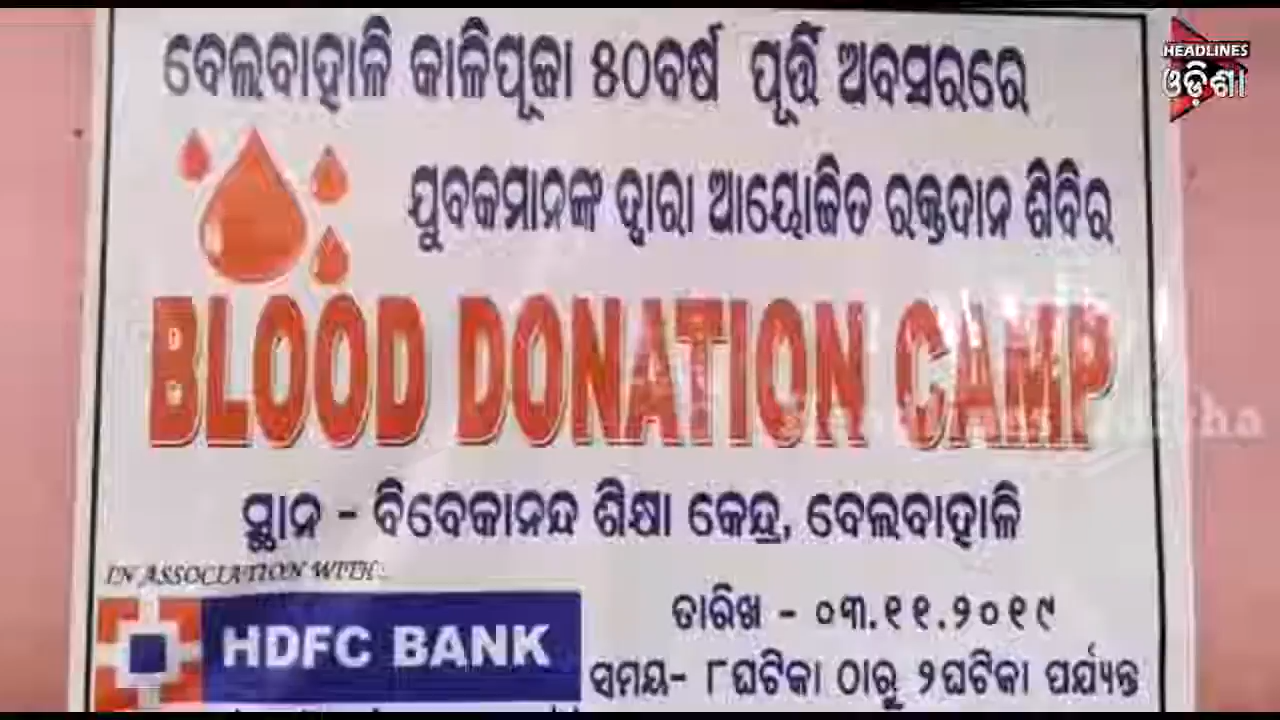 ବେଲବାହାଳି କାଳିପୂଜା ୫୦ବର୍ଷ ପୂର୍ତ୍ତି ଅବସରରେ
HEADLINES
ଓଡ଼ିଶା
ଯୁବକମାନଙ୍କ ଦ୍ୱାରା ଆୟୋଜିତ ରକ୍ତଦାନ ଶିବିର
BLOOD DONATION CAMP
ସ୍ଥାନ - ବିବେକାନନ୍ଦ ଶିକ୍ଷା କେନ୍ଦ୍ର, ବେଲବାହାଳି
IN ASSOCIATION WITH...
HDFC BANK
ତାରିଖ - ୦୩.୧୧.୨୦୧୯
ସମୟ- ୮ଘଟିକା ଠାରୁ ୨ଘଟିକା ପର୍ଯ୍ୟନ୍ତ